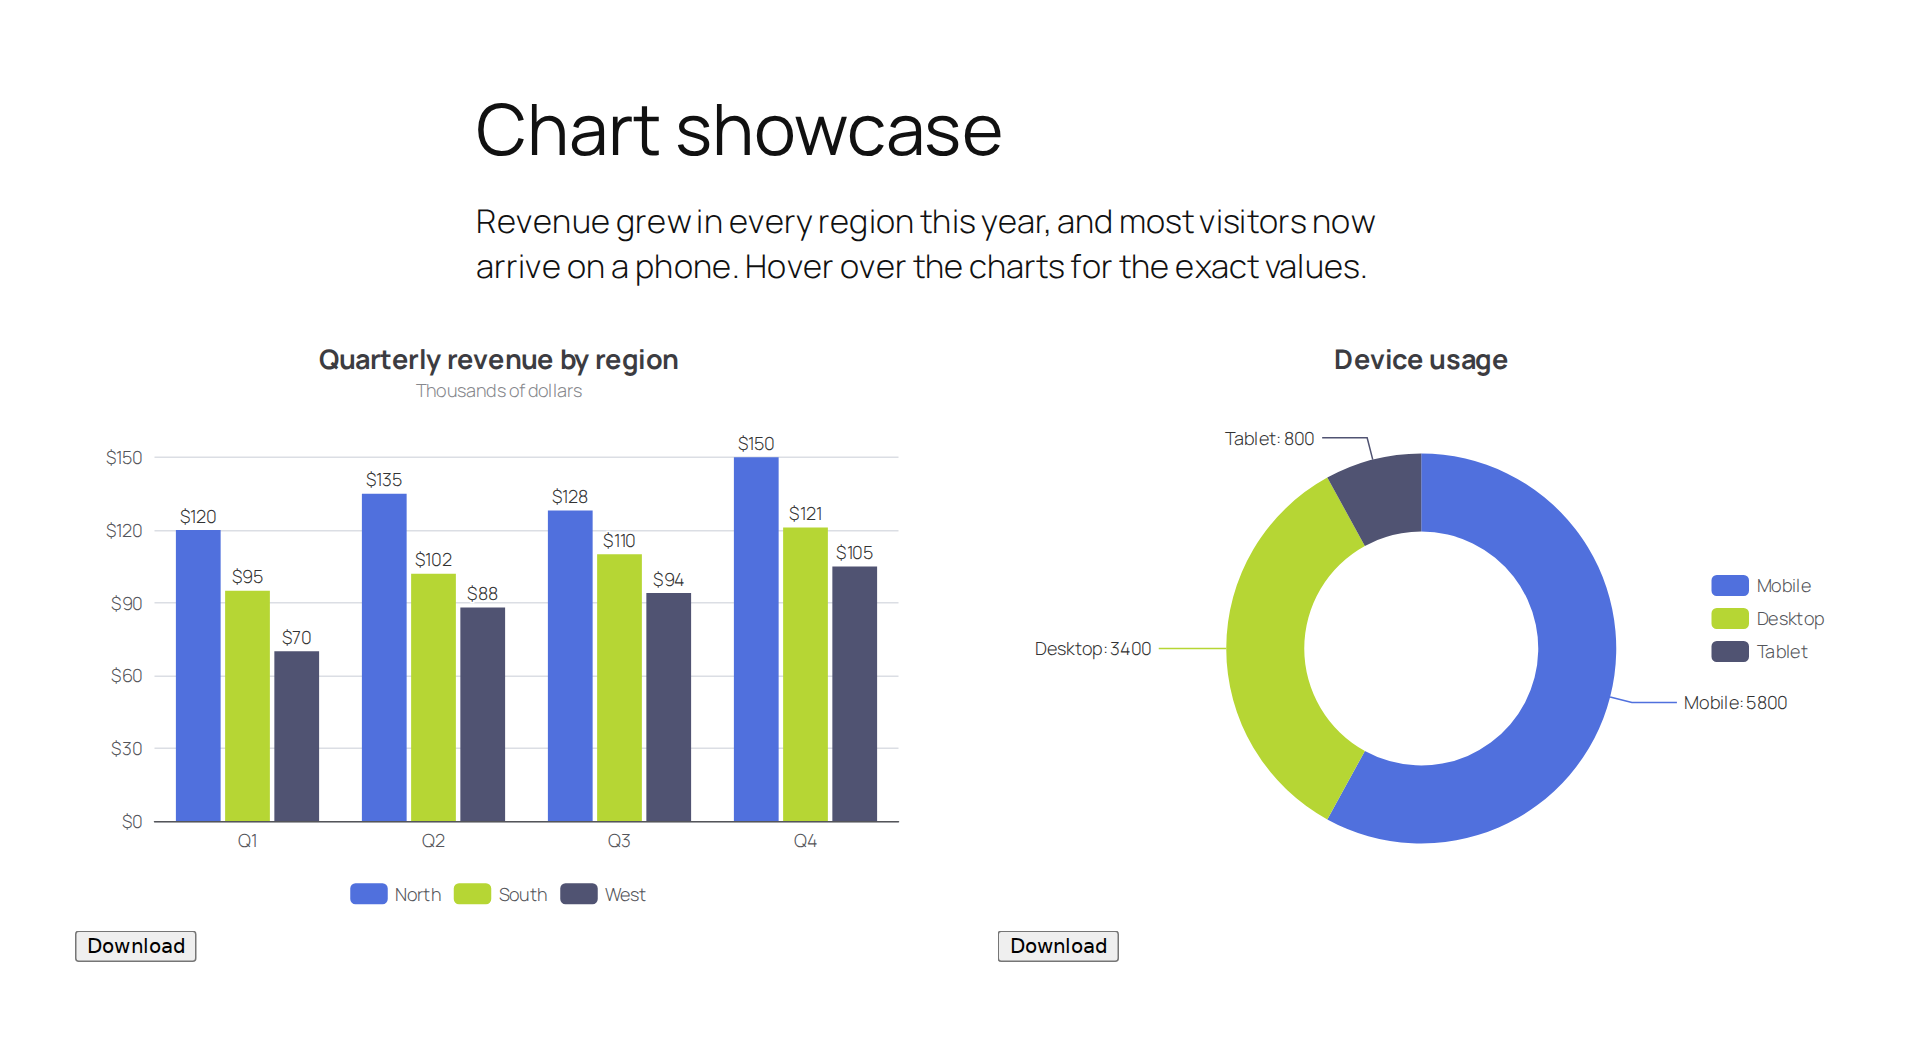 Chart showcase
Revenue grew in every region this year, and most visitors now
arrive on a phone. Hover over the charts for the exact values.
Quarterly revenue by region
Thousands of dollars
$150
$120
$90
$60
$30
$0
$120
$95
$70
$135
$102
$88
$128
$110
$94
$150
$121
$105
Q1
Q2
Q3
Q4
North
South
West
Download
Device usage
Tablet: 800
Desktop: 3400
Mobile: 5800
Mobile
Desktop
Tablet
Download